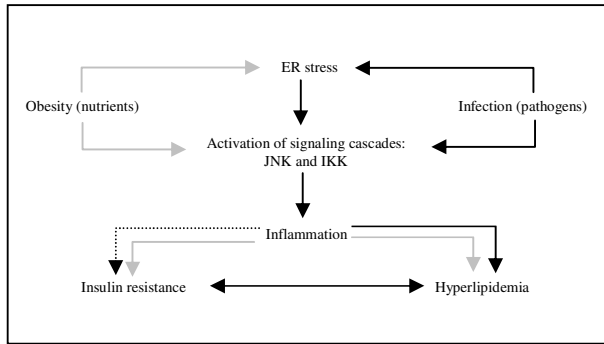 ER stress
Obesity (nutrients)
Infection (pathogens)
Activation of signaling cascades:
JNK and IKK
Inflammation
Insulin resistance
Hyperlipidemia